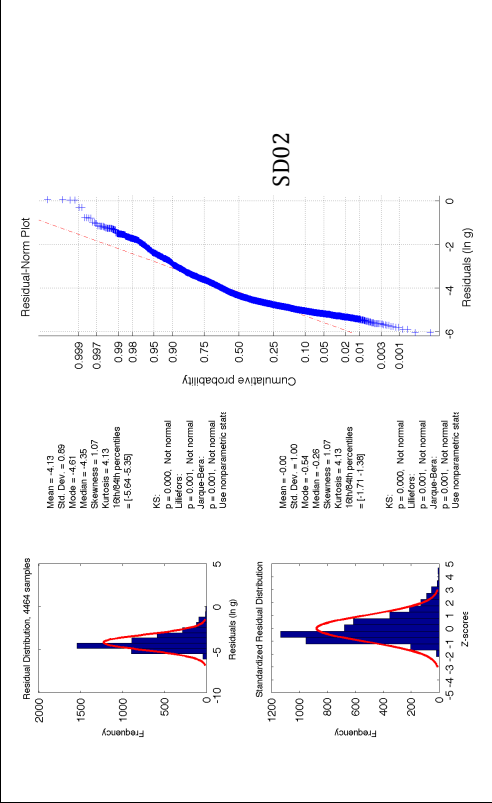 Residual Distribution, 4464 samples
2000
1500
1000
500
0
Frequency
-10
-5
0
5
Residuals (ln g)
Mean = -4.13
Std. Dev. = 0.89
Mode = -4.61
Median = -4.35
Skewness = 1.07
Kurtosis = 4.13
16th/84th percentiles
= [-5.64 -5.35]
KS:
p = 0.000, Not normal
Lillefors:
p = 0.001, Not normal
Jarque-Bera:
p = 0.001, Not normal
Use nonparametric stats
Residual-Norm Plot
0.999
0.997
0.99
0.98
0.95
0.90
0.75
0.50
0.25
0.10
0.05
0.02
0.01
0.003
0.001
Cumulative probability
-6
-4
-2
0
Residuals (ln g)
Standardized Residual Distribution
1200
1000
800
600
400
200
0
Frequency
-5
-4
-3
-2
-1
0
1
2
3
4
5
Z-scores
Mean = -0.00
Std. Dev. = 1.00
Mode = -0.54
Median = -0.26
Skewness = 1.07
Kurtosis = 4.13
16th/84th percentiles
= [-1.71 -1.38]
KS:
p = 0.000, Not normal
Lillefors:
p = 0.001, Not normal
Jarque-Bera:
p = 0.001, Not normal
Use nonparametric stats
SD02